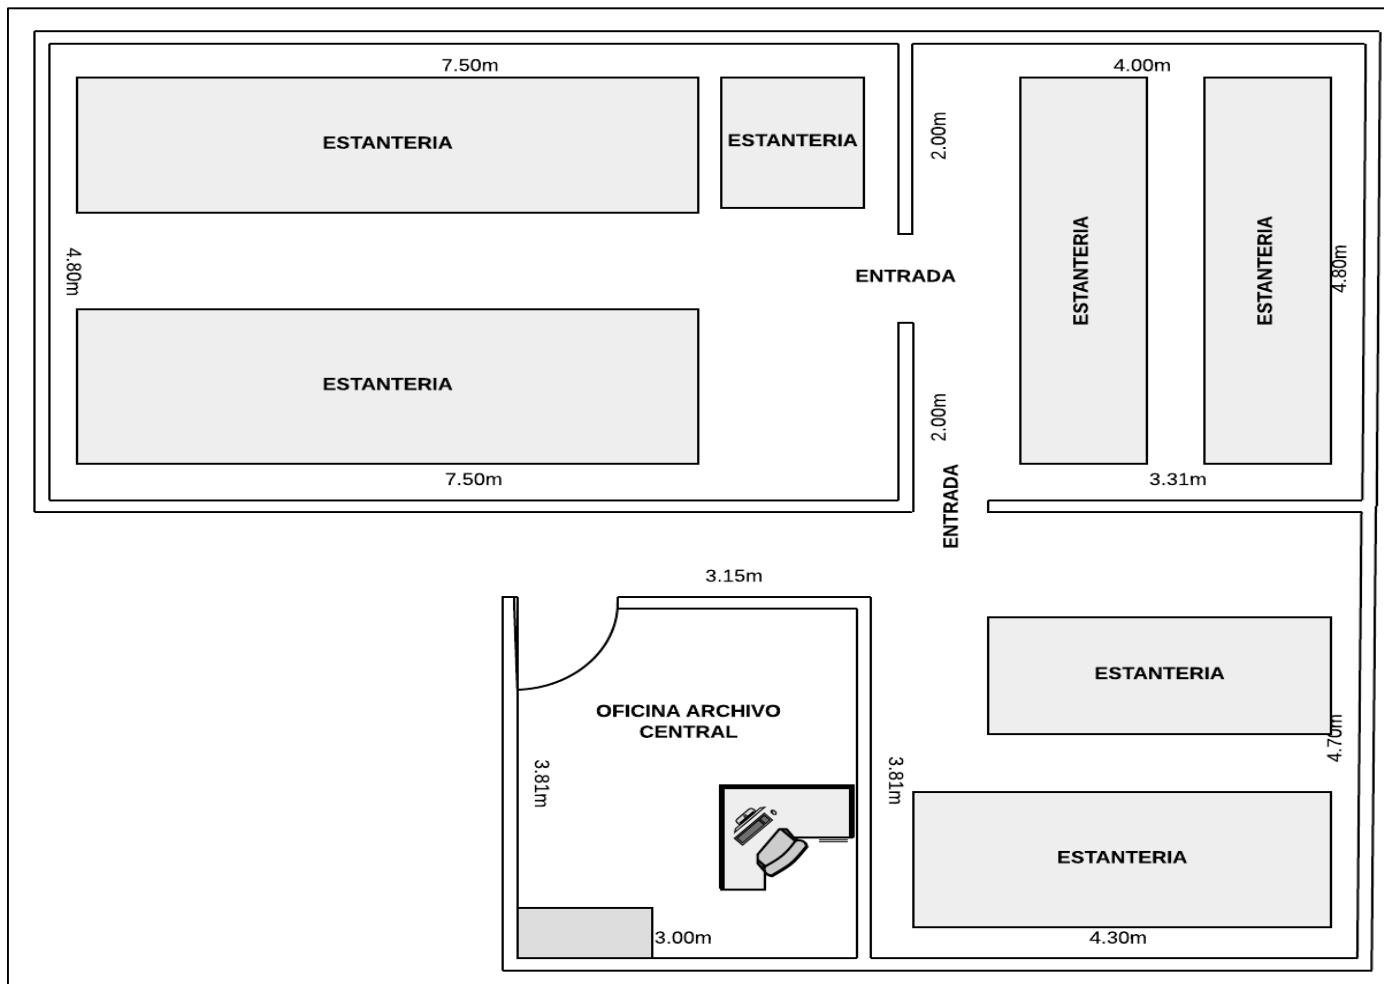 7.50m
4.00m
ESTANTERIA
ESTANTERIA
2.00m
ESTANTERIA
ESTANTERIA
4.80m
4.80m
ENTRADA
ESTANTERIA
2.00m
7.50m
3.31m
ENTRADA
3.15m
ESTANTERIA
OFICINA ARCHIVO
CENTRAL
4.70m
3.81m
3.81m
ESTANTERIA
3.00m
4.30m